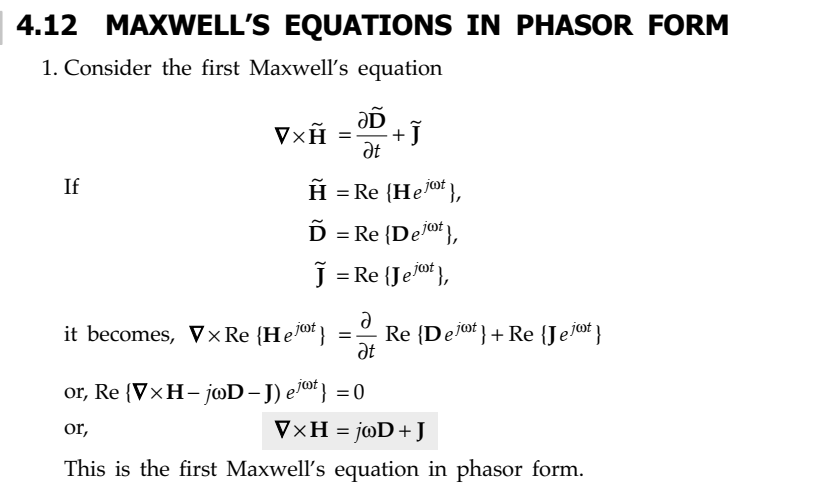 4.12 MAXWELL'S EQUATIONS IN PHASOR FORM
1. Consider the first Maxwell's equation
∇×H̃ = ∂D̃/∂t + J̃
If H̃ = Re {He^{jωt}},
D̃ = Re {De^{jωt}},
J̃ = Re {Je^{jωt}},
it becomes, ∇×Re {He^{jωt}} = ∂/∂t Re {De^{jωt}} + Re {Je^{jωt}}
or, Re {∇×H – jωD – J) e^{jωt}} = 0
or, ∇×H = jωD + J
This is the first Maxwell's equation in phasor form.